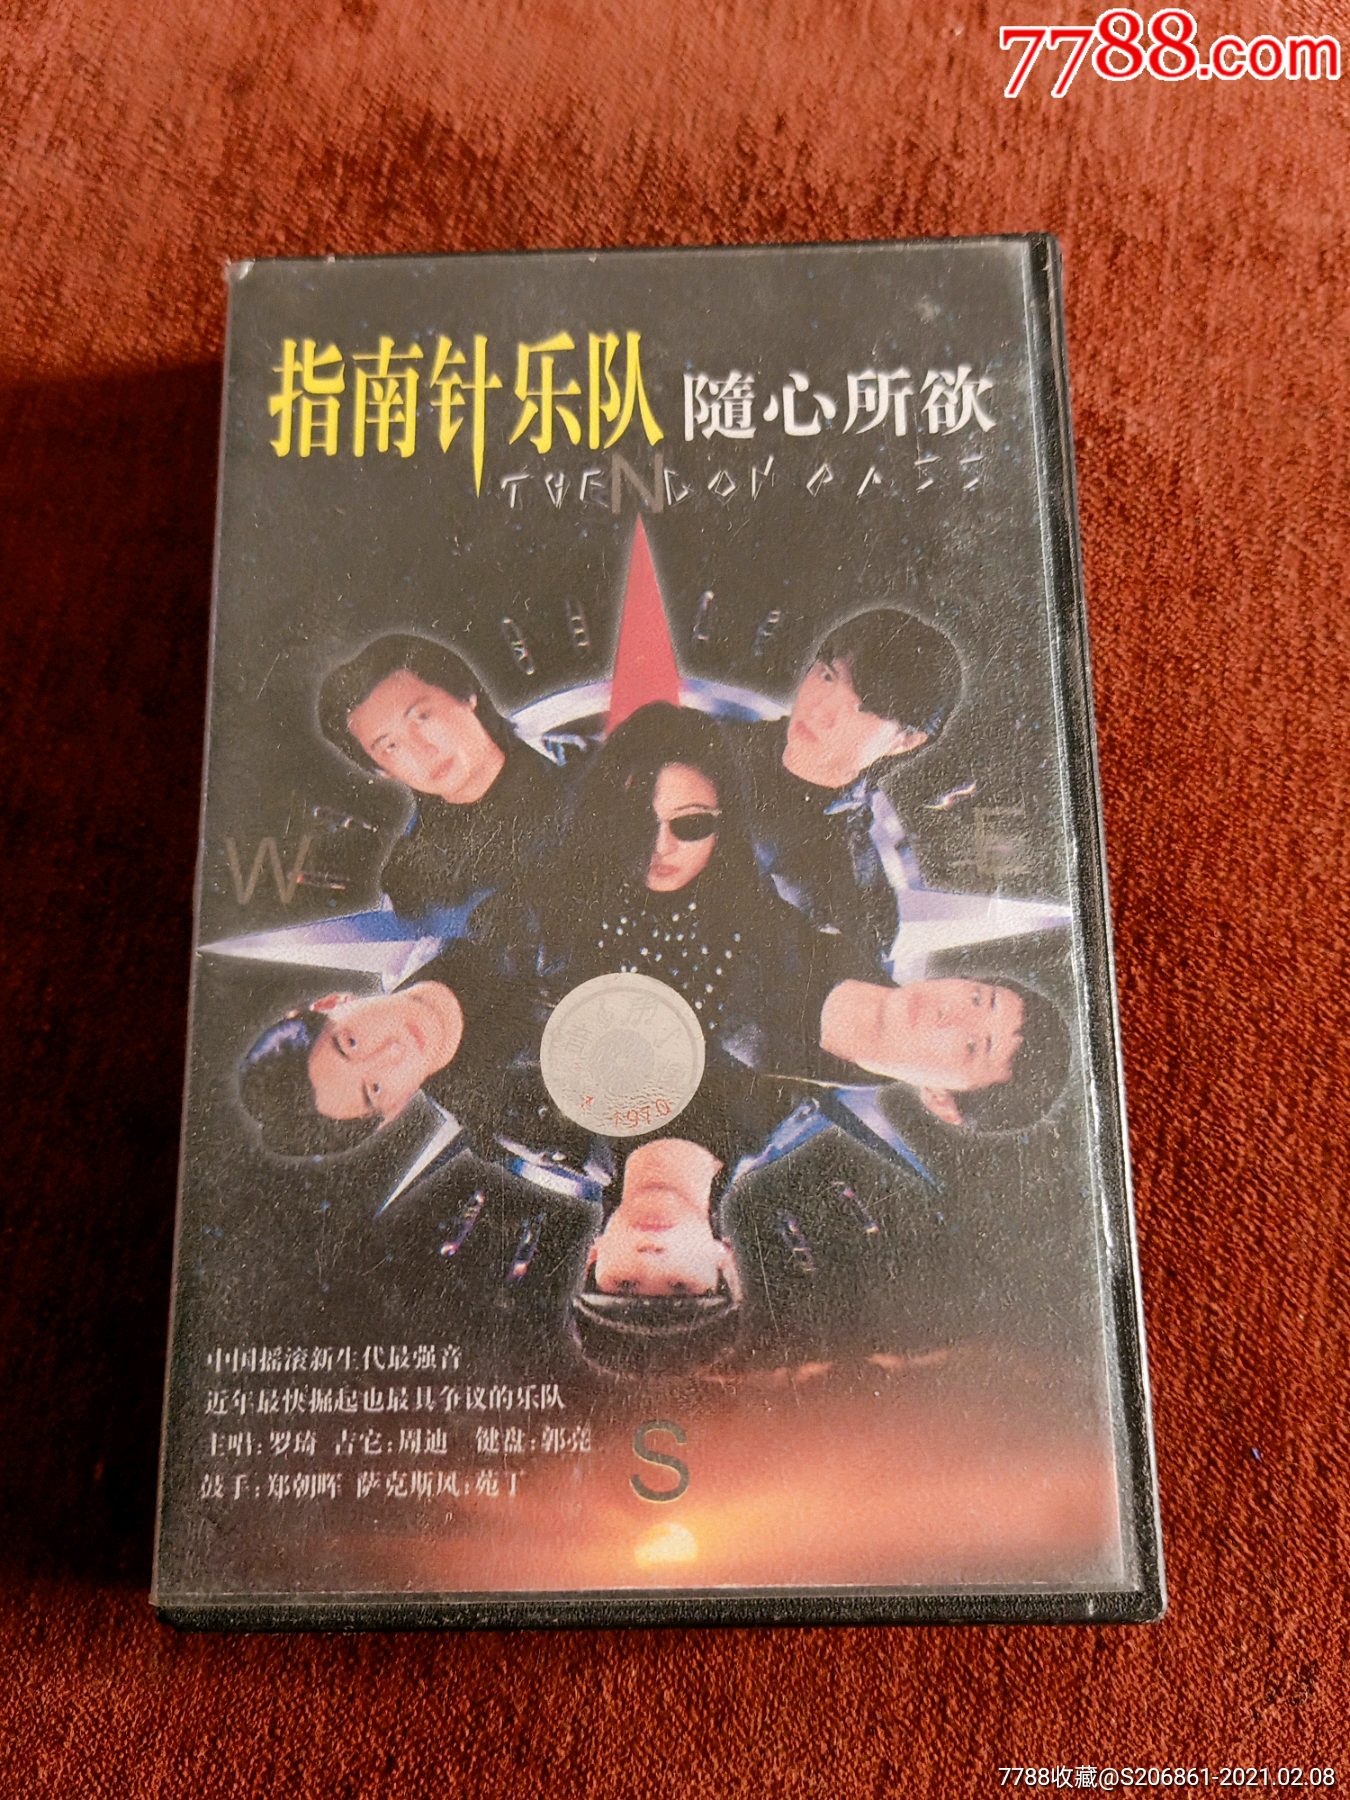 7788.com
指南针乐队 隨心所欲
N
W
E
1970
中国摇滚新生代最强音
近年最快掘起也最具争议的乐队
主唱:罗琦 吉它:周迪 键盘:郭亮
鼓手:郑朝晖 萨克斯风:苑丁
S
7788收藏@S206861-2021.02.08